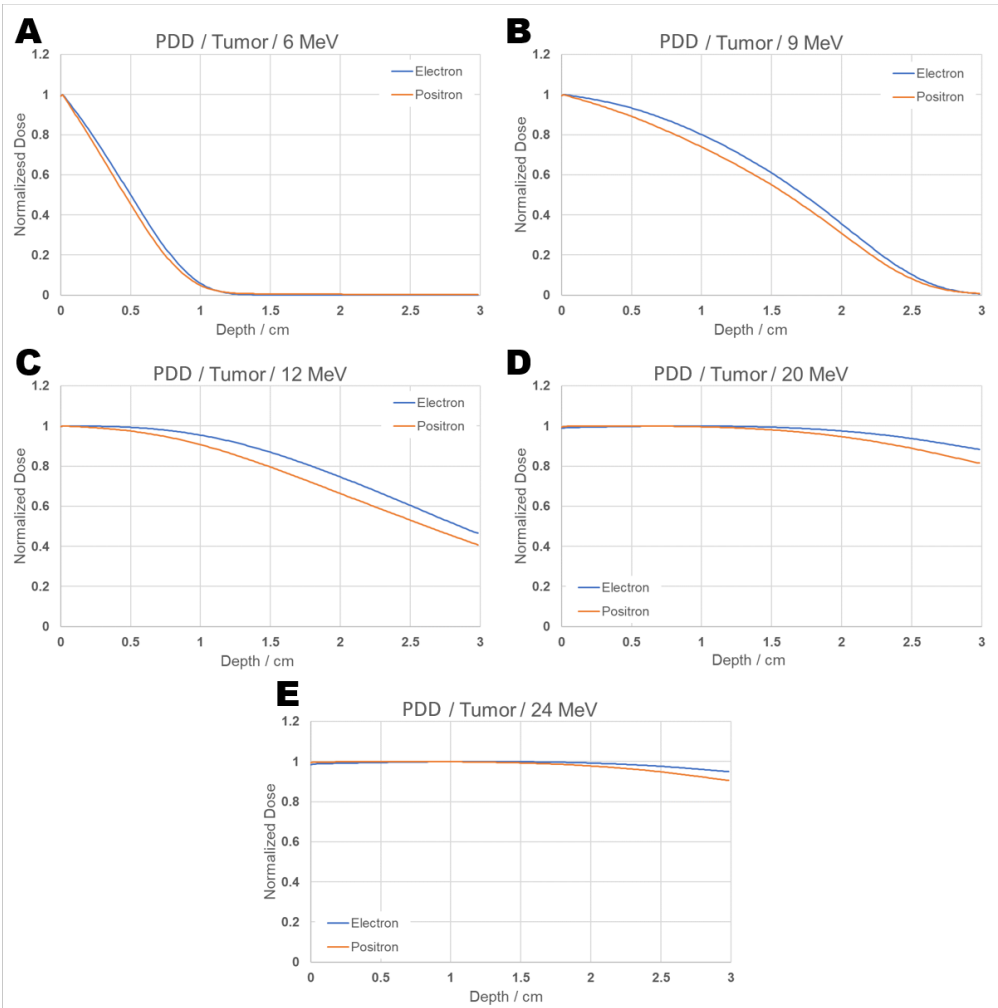 A
PDD / Tumor / 6 MeV
1.2
1
0.8
0.6
0.4
0.2
0
Normalizesd Dose
Electron
Positron
0 0.5 1 1.5 2 2.5 3
Depth / cm
B
PDD / Tumor / 9 MeV
1.2
1
0.8
0.6
0.4
0.2
0
Normalized Dose
Electron
Positron
0 0.5 1 1.5 2 2.5 3
Depth / cm
C
PDD / Tumor / 12 MeV
1.2
1
0.8
0.6
0.4
0.2
0
Normalized Dose
Electron
Positron
0 0.5 1 1.5 2 2.5 3
Depth / cm
D
PDD / Tumor / 20 MeV
1.2
1
0.8
0.6
0.4
0.2
0
Normalized Dose
Electron
Positron
0 0.5 1 1.5 2 2.5 3
Depth / cm
E
PDD / Tumor / 24 MeV
1.2
1
0.8
0.6
0.4
0.2
0
Normalized Dose
Electron
Positron
0 0.5 1 1.5 2 2.5 3
Depth / cm